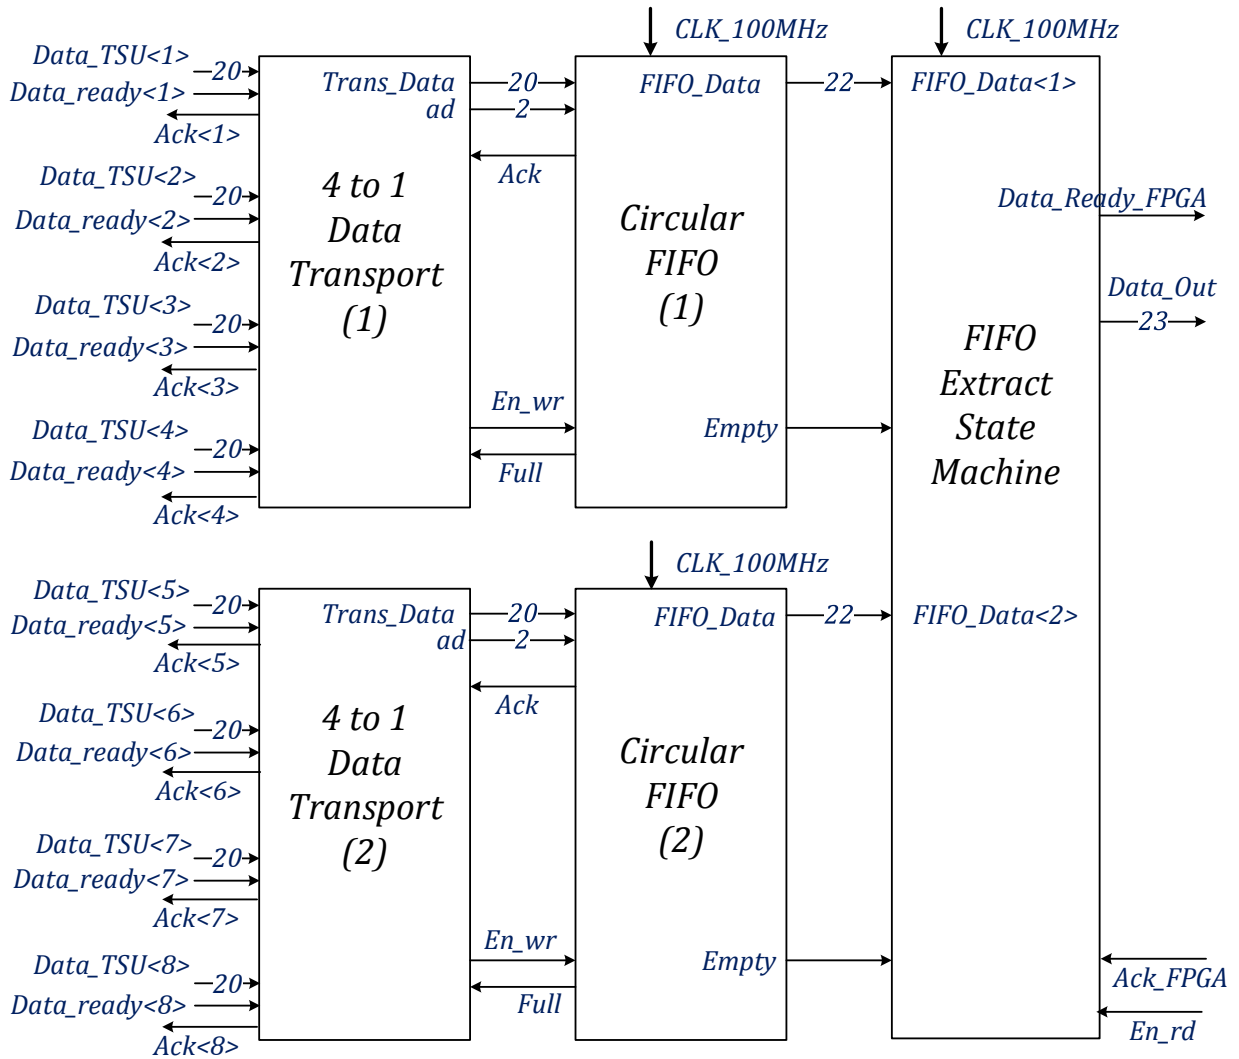 CLK_100MHz
CLK_100MHz
Data_TSU<1>
20
Data_ready<1>
Ack<1>
Data_TSU<2>
20
Data_ready<2>
Ack<2>
Data_TSU<3>
20
Data_ready<3>
Ack<3>
Data_TSU<4>
20
Data_ready<4>
Ack<4>
Trans_Data
ad
4 to 1
Data
Transport
(1)
20
2
Ack
En_wr
Full
FIFO_Data
Circular
FIFO
(1)
Empty
22
FIFO_Data<1>
Data_Ready_FPGA
Data_Out
23
FIFO
Extract
State
Machine
CLK_100MHz
Data_TSU<5>
20
Data_ready<5>
Ack<5>
Data_TSU<6>
20
Data_ready<6>
Ack<6>
Data_TSU<7>
20
Data_ready<7>
Ack<7>
Data_TSU<8>
20
Data_ready<8>
Ack<8>
Trans_Data
ad
4 to 1
Data
Transport
(2)
20
2
Ack
En_wr
Full
FIFO_Data
Circular
FIFO
(2)
Empty
22
FIFO_Data<2>
Ack_FPGA
En_rd